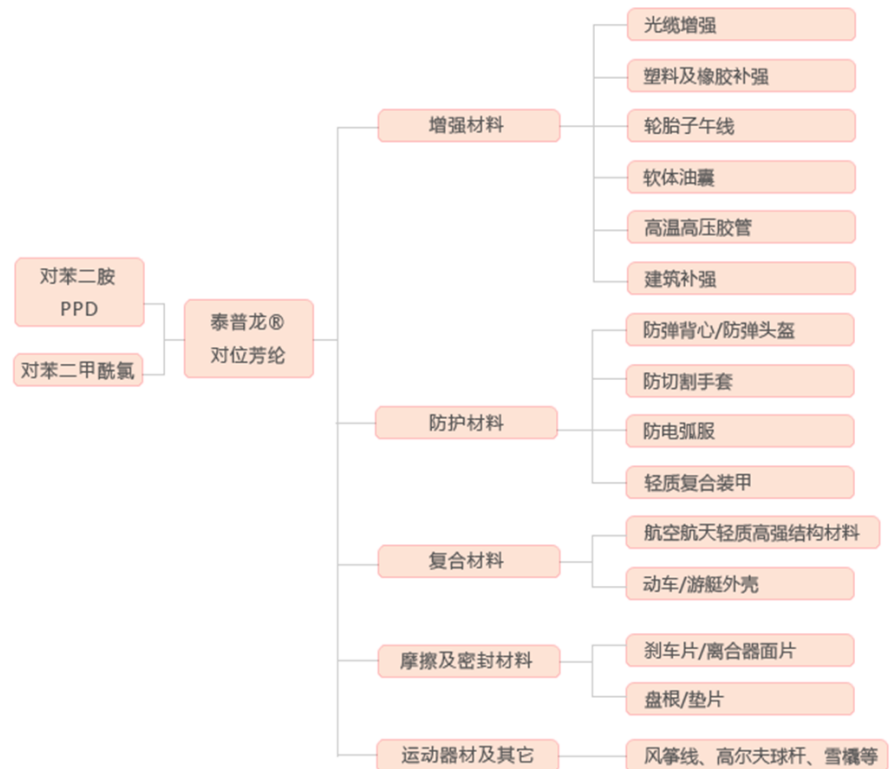 对苯二胺
PPD
对苯二甲酰氯
泰普龙®
对位芳纶
增强材料
光缆增强
塑料及橡胶补强
轮胎子午线
软体油囊
高温高压胶管
建筑补强
防护材料
防弹背心/防弹头盔
防切割手套
防电弧服
轻质复合装甲
复合材料
航空航天轻质高强结构材料
动车/游艇外壳
摩擦及密封材料
刹车片/离合器面片
盘根/垫片
运动器材及其它
风筝线、高尔夫球杆、雪橇等